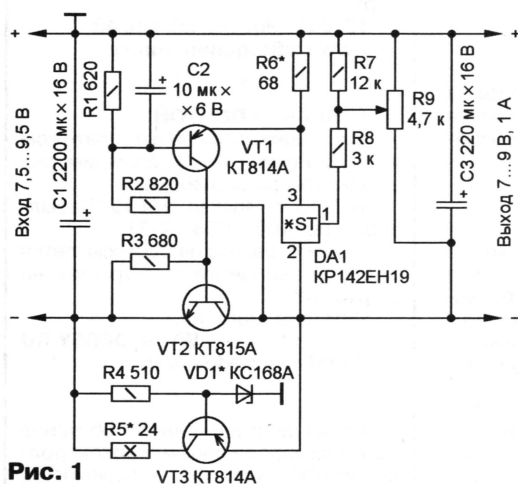 +
+
R1 620
C2
10 мк ×
× 6 В
R6*
68
R7
12 к
R9
4,7 к
R8
3 к
VT1
КТ814А
C1 2200 мк × 16 В
Вход 7,5... 9,5 В
+
+
C3 220 мк × 16 В
Выход 7... 9 В, 1 А
+
R2 820
3
*ST
1
2
DA1
КР142ЕН19
R3 680
–
–
VT2 КТ815А
R4 510
VD1* КС168А
R5* 24
VT3 КТ814А
Рис. 1